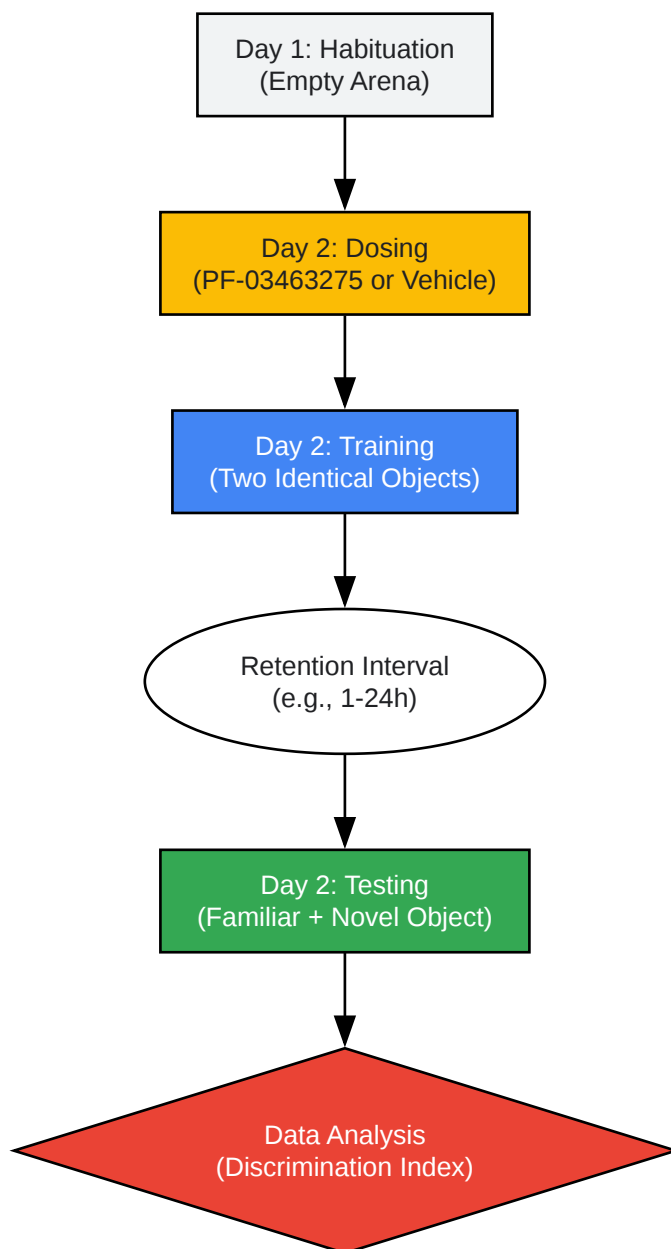 Day 1: Habituation
(Empty Arena)
Day 2: Dosing
(PF-03463275 or Vehicle)
Day 2: Training
(Two Identical Objects)
Retention Interval
(e.g., 1-24h)
Day 2: Testing
(Familiar + Novel Object)
Data Analysis
(Discrimination Index)